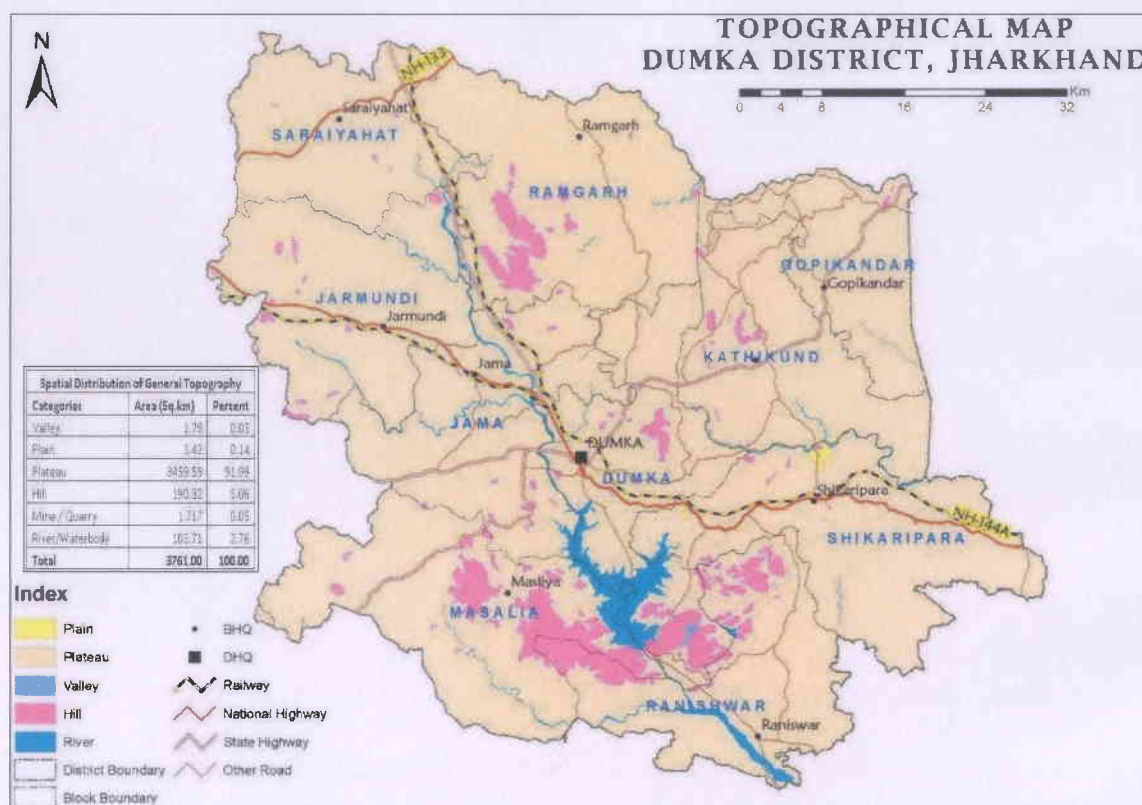 TOPOGRAPHICAL MAP
DUMKA DISTRICT, JHARKHAND
N
Km
0 4 8 16 24 32
NH-133
Saraiyahat
SARAIYAHAT
Ramgarh
RAMGARH
GOPIKANDAR
Gopikandar
JARMUNDI
Jarmundi
KATHIKUND
Jama
JAMA
DUMKA
DUMKA
Shikaripara
NH-144A
SHIKARIPARA
Masliya
MASALIA
RANISHWAR
Raniswar
Spatial Distribution of General Topography
Categories Area (Sq.km) Percent
Valley 1.79 0.05
Plain 0.14
Plateau 3459.59 91.99
Hill 190.32 5.06
Mine / Quarry 1.717 0.05
River/Waterbody 103.71 2.76
Total 3761.00 100.00
Index
Plain
Plateau
Valley
Hill
River
District Boundary
Block Boundary
BHQ
DHQ
Railway
National Highway
State Highway
Other Road